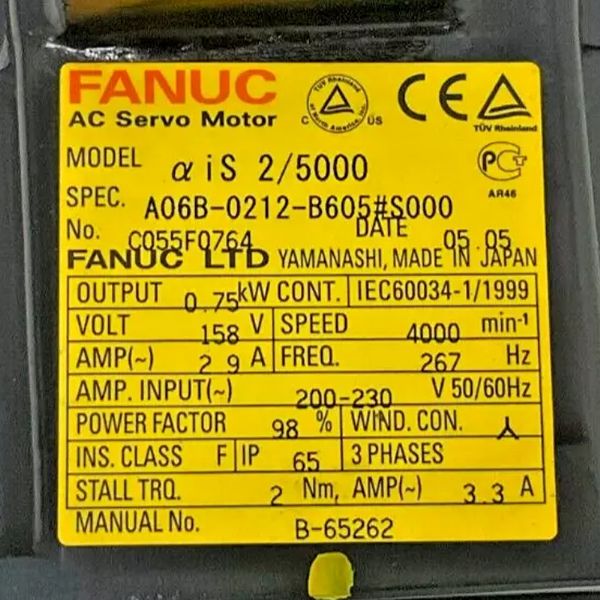 FANUC
AC Servo Motor
TÜV Rheinland of North America, Inc.
C US
CE
TÜV Rheinland
MODEL α iS 2/5000
SPEC. A06B-0212-B605#S000
AR46
No. C055F0764 DATE 05.05
FANUC LTD YAMANASHI, MADE IN JAPAN
OUTPUT 0.75kW CONT. IEC60034-1/1999
VOLT 158 V SPEED 4000 min-1
AMP(~) 2.9 A FREQ. 267 Hz
AMP. INPUT(~) 200-230 V 50/60Hz
POWER FACTOR 98 % WIND. CON. ⅄
INS. CLASS F IP 65 3 PHASES
STALL TRQ. 2 Nm, AMP(~) 3.3 A
MANUAL No. B-65262